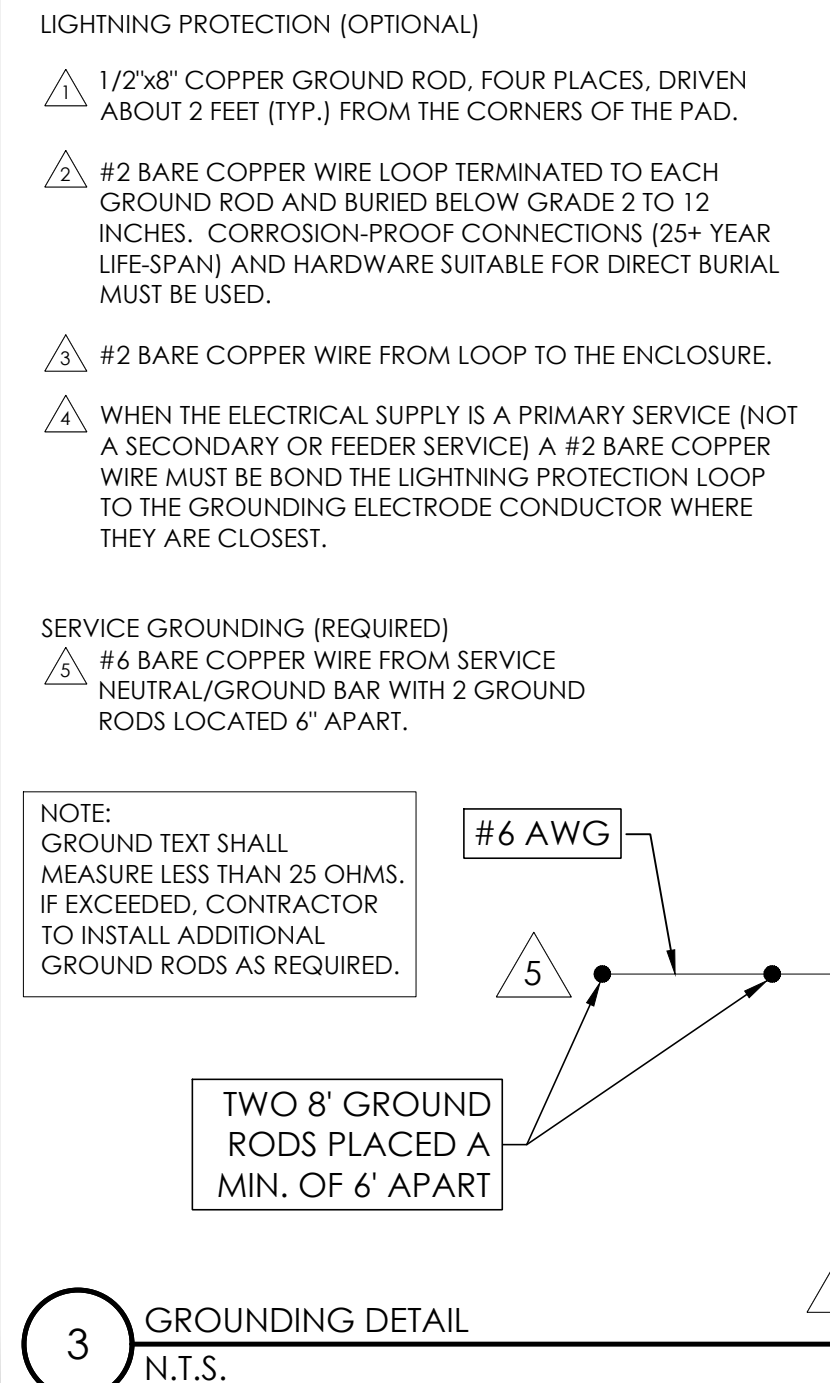 LIGHTNING PROTECTION (OPTIONAL)
1 1/2"x8" COPPER GROUND ROD, FOUR PLACES, DRIVEN
ABOUT 2 FEET (TYP.) FROM THE CORNERS OF THE PAD.
2 #2 BARE COPPER WIRE LOOP TERMINATED TO EACH
GROUND ROD AND BURIED BELOW GRADE 2 TO 12
INCHES. CORROSION-PROOF CONNECTIONS (25+ YEAR
LIFE-SPAN) AND HARDWARE SUITABLE FOR DIRECT BURIAL
MUST BE USED.
3 #2 BARE COPPER WIRE FROM LOOP TO THE ENCLOSURE.
4 WHEN THE ELECTRICAL SUPPLY IS A PRIMARY SERVICE (NOT
A SECONDARY OR FEEDER SERVICE) A #2 BARE COPPER
WIRE MUST BE BOND THE LIGHTNING PROTECTION LOOP
TO THE GROUNDING ELECTRODE CONDUCTOR WHERE
THEY ARE CLOSEST.
SERVICE GROUNDING (REQUIRED)
5 #6 BARE COPPER WIRE FROM SERVICE
NEUTRAL/GROUND BAR WITH 2 GROUND
RODS LOCATED 6" APART.
NOTE:
GROUND TEXT SHALL
MEASURE LESS THAN 25 OHMS.
IF EXCEEDED, CONTRACTOR
TO INSTALL ADDITIONAL
GROUND RODS AS REQUIRED.
#6 AWG
5
TWO 8' GROUND
RODS PLACED A
MIN. OF 6' APART
3
GROUNDING DETAIL
N.T.S.